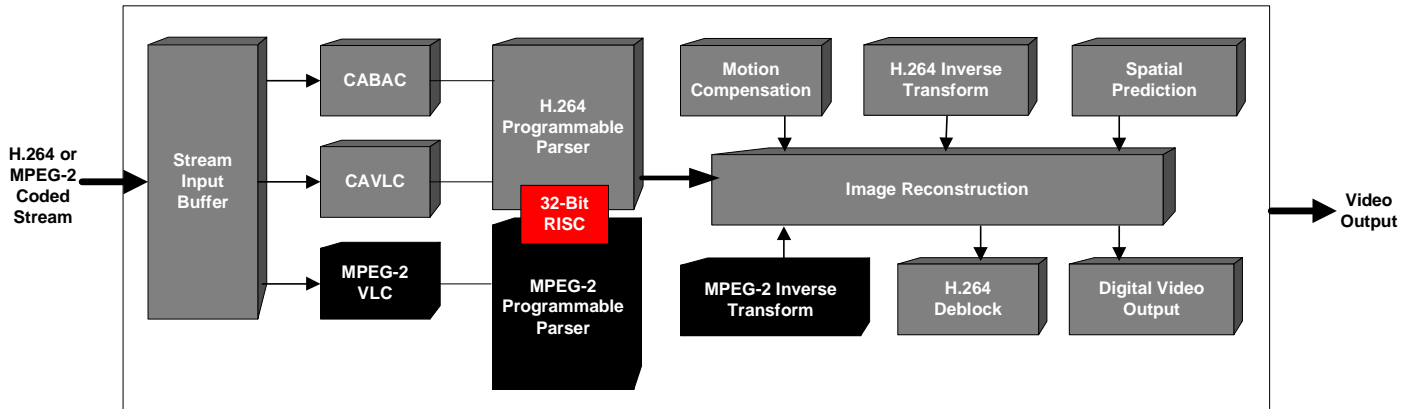 H.264 or
MPEG-2
Coded
Stream
Stream
Input
Buffer
CABAC
CAVLC
MPEG-2
VLC
H.264
Programmable
Parser
32-Bit
RISC
MPEG-2
Programmable
Parser
Motion
Compensation
H.264 Inverse
Transform
Spatial
Prediction
Image Reconstruction
MPEG-2 Inverse
Transform
H.264
Deblock
Digital Video
Output
Video
Output